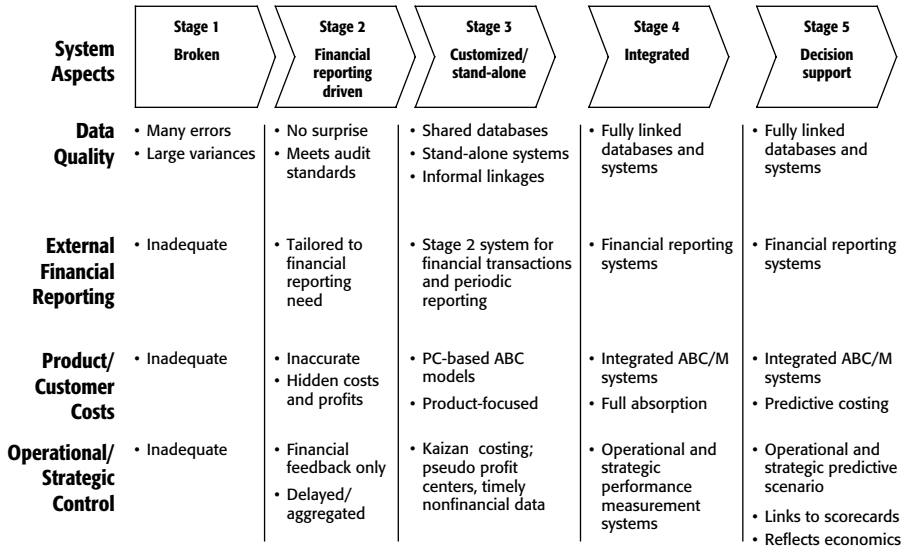 System
Aspects
Stage 1
Broken
Stage 2
Financial
reporting
driven
Stage 3
Customized/
stand-alone
Stage 4
Integrated
Stage 5
Decision
support
Data
Quality
• Many errors
• Large variances
• No surprise
• Meets audit
standards
• Shared databases
• Stand-alone systems
• Informal linkages
• Fully linked
databases and
systems
• Fully linked
databases and
systems
External
Financial
Reporting
• Inadequate
• Tailored to
financial
reporting
need
• Stage 2 system for
financial transactions
and periodic
reporting
• Financial reporting
systems
• Financial reporting
systems
Product/
Customer
Costs
• Inadequate
• Inaccurate
• Hidden costs
and profits
• PC-based ABC
models
• Product-focused
• Integrated ABC/M
systems
• Full absorption
• Integrated ABC/M
systems
• Predictive costing
Operational/
Strategic
Control
• Inadequate
• Financial
feedback only
• Delayed/
aggregated
• Kaizan costing;
pseudo profit
centers, timely
nonfinancial data
• Operational and
strategic
performance
measurement
systems
• Operational and
strategic predictive
scenario
• Links to scorecards
• Reflects economics